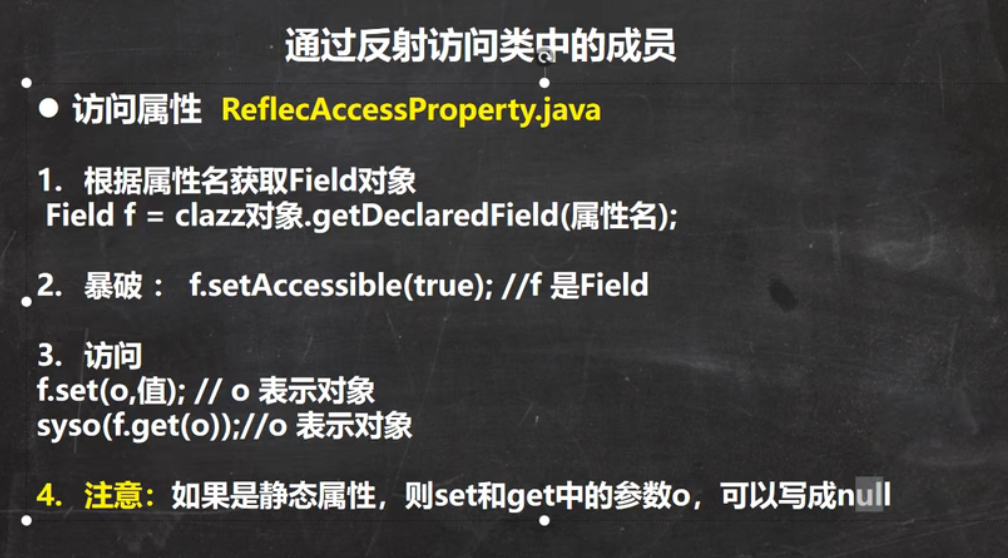 通过反射访问类中的成员
● 访问属性 ReflecAccessProperty.java
1. 根据属性名获取Field对象
Field f = clazz对象.getDeclaredField(属性名);
2. 暴破： f.setAccessible(true); //f 是Field
3. 访问
f.set(o,值); // o 表示对象
syso(f.get(o));//o 表示对象
4. 注意：如果是静态属性，则set和get中的参数o，可以写成null